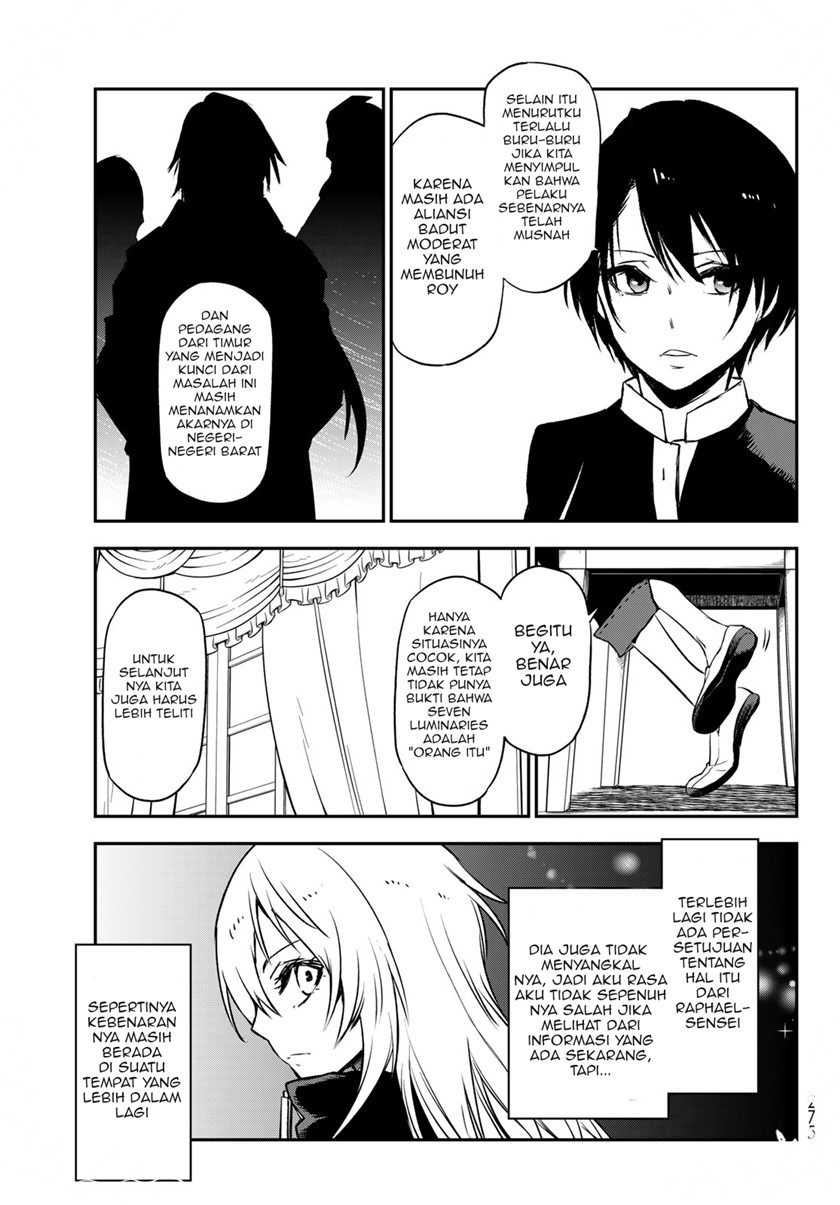 SELAIN ITU
MENURUTKU
TERLALU
BURU-BURU
JIKA KITA
MENYIMPUL
KAN BAHWA
PELAKU
SEBENARNYA
TELAH
MUSNAH
KARENA
MASIH ADA
ALIANSI
BADUT
MODERAT
YANG
MEMBUNUH
ROY
DAN
PEDAGANG
DARI TIMUR
YANG MENJADI
KUNCI DARI
MASALAH INI
MASIH
MENANAMKAN
AKARNYA DI
NEGERI-
NEGERI BARAT
BEGITU
YA,
BENAR
JUGA
HANYA
KARENA
SITUASINYA
COCOK, KITA
MASIH TETAP
TIDAK PUNYA
BUKTI BAHWA
SEVEN
LUMINARIES
ADALAH
"ORANG ITU"
UNTUK
SELANJUT
NYA KITA
JUGA HARUS
LEBIH TELITI
TERLEBIH
LAGI TIDAK
ADA PER-
SETUJUAN
TENTANG
HAL ITU
DARI
RAPHAEL-
SENSEI
DIA JUGA TIDAK
MENYANGKAL
NYA, JADI AKU RASA
AKU TIDAK SEPENUH
NYA SALAH JIKA
MELIHAT DARI
INFORMASI YANG
ADA SEKARANG,
TAPI...
SEPERTINYA
KEBENARAN
NYA MASIH
BERADA
DI SUATU
TEMPAT YANG
LEBIH DALAM
LAGI
273